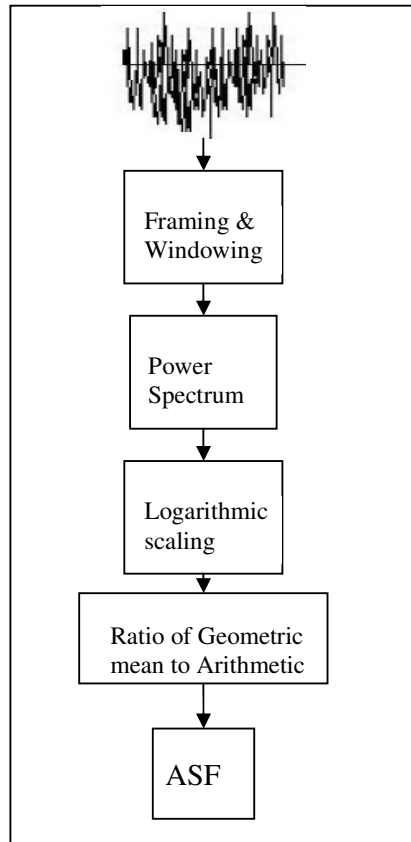 Framing &
Windowing
Power
Spectrum
Logarithmic
scaling
Ratio of Geometric
mean to Arithmetic
ASF